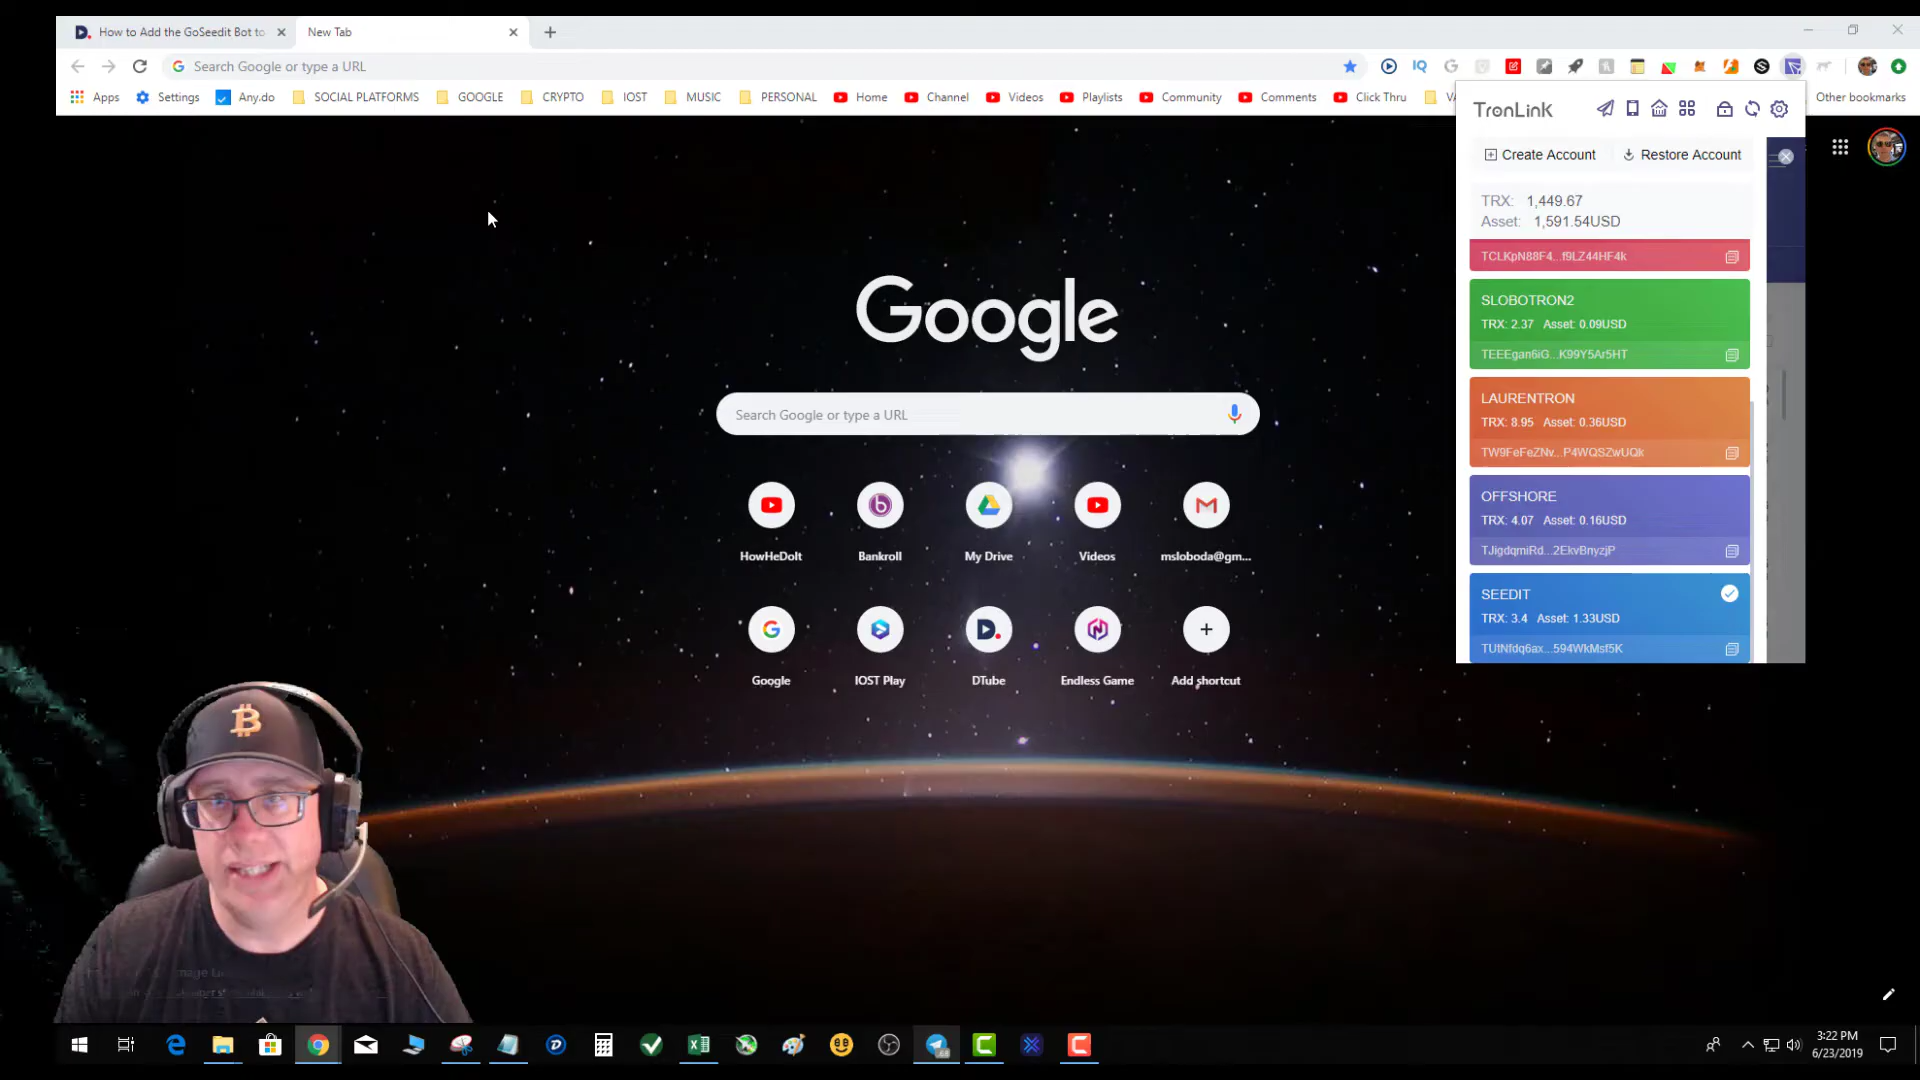 How to Add the GoSeedit Bot to
New Tab
Search Google or type a URL
Apps
Settings
Any.do
SOCIAL PLATFORMS
GOOGLE
CRYPTO
IOST
MUSIC
PERSONAL
Home
Channel
Videos
Playlists
Community
Comments
Click Thru
Other bookmarks
TronLink
Create Account
Restore Account
TRX: 1,449.67
Asset: 1,591.54USD
TCLKpN88F4...f9LZ44HF4k
SLOBOTRON2
TRX: 2.37 Asset: 0.09USD
TEEEgan6iG...K99Y5Ar5HT
LAURENTRON
TRX: 8.95 Asset: 0.36USD
TW9FeFeZNv...P4WQSZwUQk
OFFSHORE
TRX: 4.07 Asset: 0.16USD
TJigdqmiRd...2EkvBnyzjP
SEEDIT
TRX: 3.4 Asset: 1.33USD
TUtNfdq6ax...594WkMsf5K
Google
Search Google or type a URL
HowHeDoIt
Bankroll
My Drive
Videos
msloboda@gm...
Google
IOST Play
DTube
Endless Game
Add shortcut
3:22 PM
6/23/2019